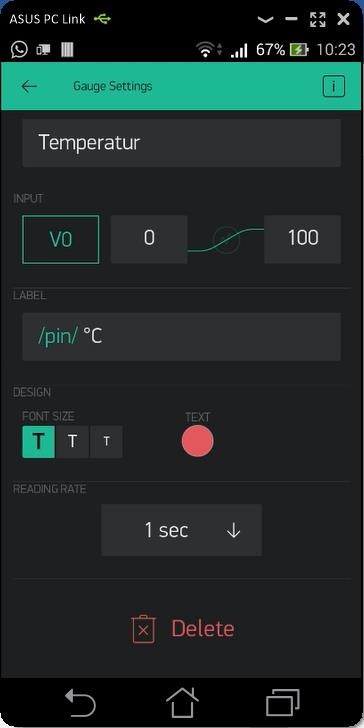 ASUS PC Link
67% 10:23
Gauge Settings
i
Temperatur
INPUT
V0 0 100
LABEL
/pin/ °C
DESIGN
FONT SIZE TEXT
T T T
READING RATE
1 sec
Delete